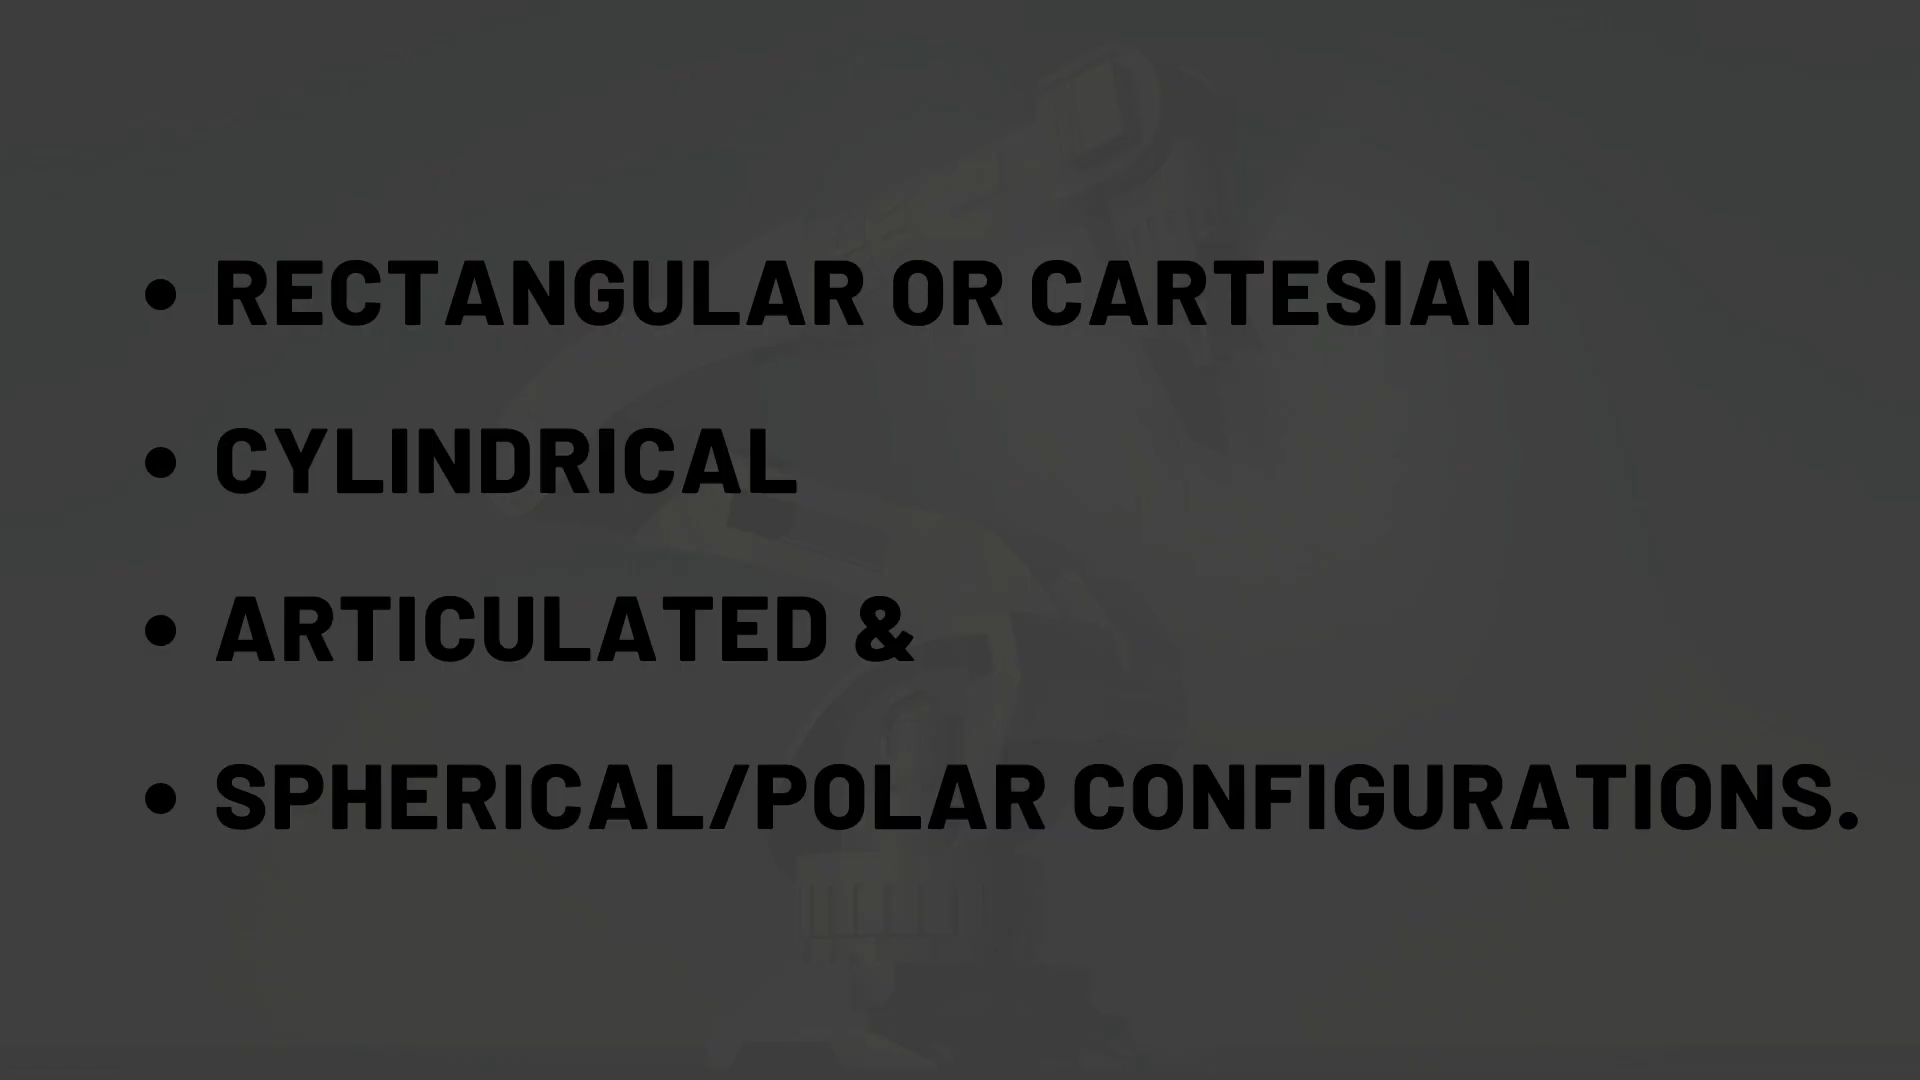 • RECTANGULAR OR CARTESIAN
• CYLINDRICAL
• ARTICULATED &
• SPHERICAL/POLAR CONFIGURATIONS.